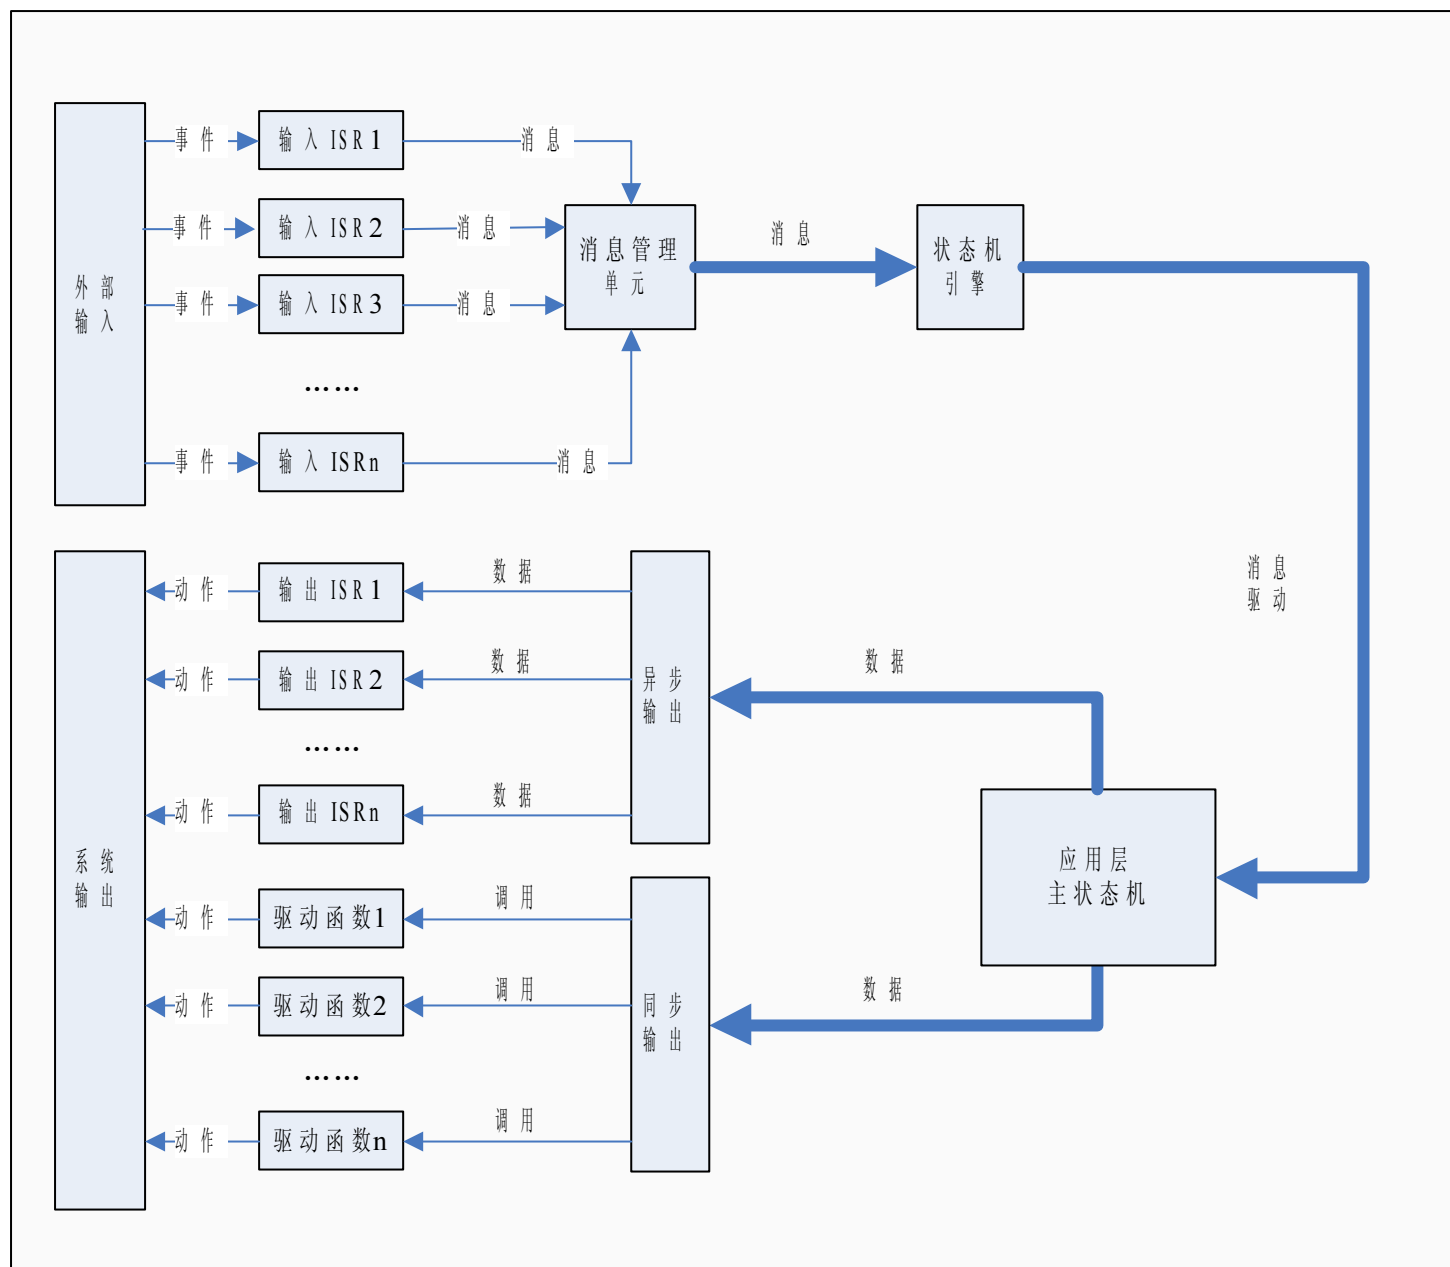 外部
输入
事件
输入ISR1
消息
事件
输入ISR2
消息
事件
输入ISR3
消息
……
事件
输入ISRn
消息
消息管理
单元
消息
状态机
引擎
消息
驱动
应用层
主状态机
数据
数据
异步
输出
同步
输出
数据
输出ISR1
动作
数据
输出ISR2
动作
……
数据
输出ISRn
动作
调用
驱动函数1
动作
调用
驱动函数2
动作
……
调用
驱动函数n
动作
系统
输出